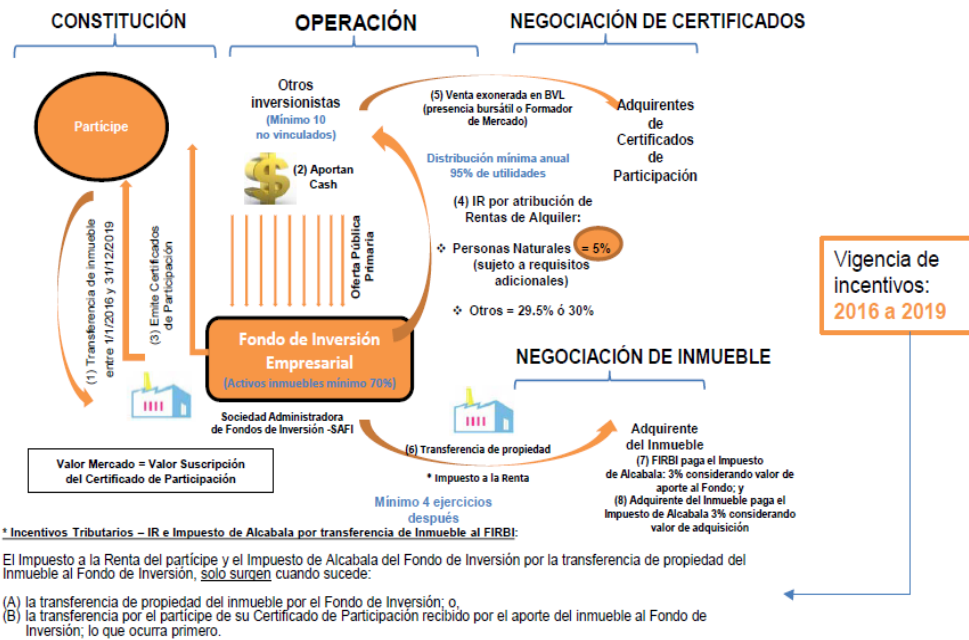 CONSTITUCIÓN
OPERACIÓN
NEGOCIACIÓN DE CERTIFICADOS
Partícipe
(1) Transferencia de inmueble
entre 1/1/2016 y 31/12/2019
(3) Emite Certificados
de Participación
Otros
inversionistas
(Mínimo 10
no vinculados)
(2) Aportan
Cash
Oferta Pública
Primaria
Fondo de Inversión
Empresarial
(Activos inmuebles mínimo 70%)
Sociedad Administradora
de Fondos de Inversión -SAFI
(5) Venta exonerada en BVL
(presencia bursátil o Formador
de Mercado)
Adquirentes
de
Certificados
de
Participación
Distribución mínima anual
95% de utilidades
(4) IR por atribución de
Rentas de Alquiler:
❖ Personas Naturales = 5%
(sujeto a requisitos
adicionales)
❖ Otros = 29.5% ó 30%
Vigencia de
incentivos:
2016 a 2019
NEGOCIACIÓN DE INMUEBLE
(6) Transferencia de propiedad
* Impuesto a la Renta
Mínimo 4 ejercicios
después
Adquirente
del Inmueble
(7) FIRBI paga el Impuesto
de Alcabala: 3% considerando valor de
aporte al Fondo; y
(8) Adquirente del Inmueble paga el
Impuesto de Alcabala 3% considerando
valor de adquisición
Valor Mercado = Valor Suscripción
del Certificado de Participación
* Incentivos Tributarios – IR e Impuesto de Alcabala por transferencia de Inmueble al FIRBI:
El Impuesto a la Renta del partícipe y el Impuesto de Alcabala del Fondo de Inversión por la transferencia de propiedad del
Inmueble al Fondo de Inversión, solo surgen cuando sucede:
(A) la transferencia de propiedad del inmueble por el Fondo de Inversión; o,
(B) la transferencia por el partícipe de su Certificado de Participación recibido por el aporte del inmueble al Fondo de
Inversión; lo que ocurra primero.